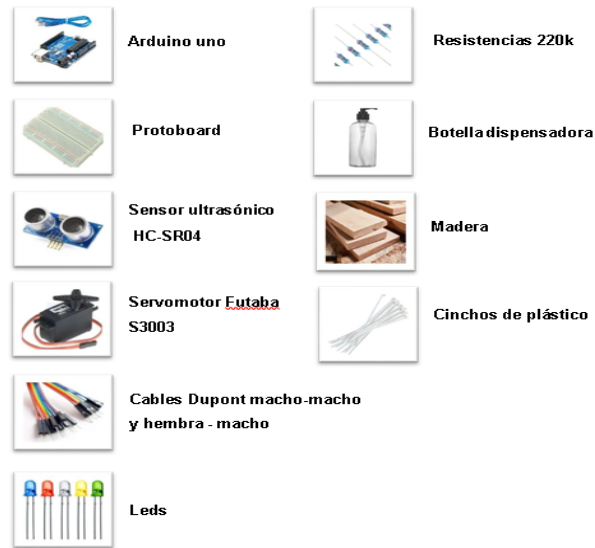 Arduino uno
Protoboard
Sensor ultrasónico
HC-SR04
Servomotor Futaba
S3003
Cables Dupont macho-macho
y hembra - macho
Leds
Resistencias 220k
Botella dispensadora
Madera
Cinchos de plástico